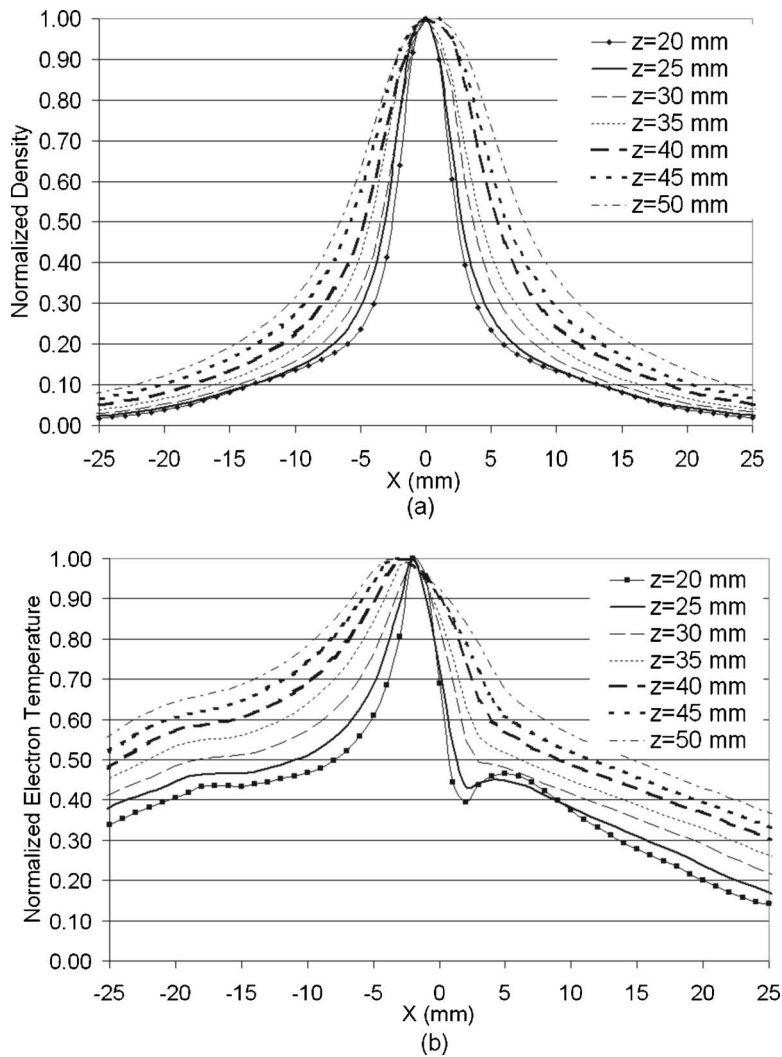 1.00
0.90
0.80
0.70
0.60
0.50
0.40
0.30
0.20
0.10
0.00
Normalized Density
z=20 mm
z=25 mm
z=30 mm
z=35 mm
z=40 mm
z=45 mm
z=50 mm
-25 -20 -15 -10 -5 0 5 10 15 20 25
X (mm)
(a)
1.00
0.90
0.80
0.70
0.60
0.50
0.40
0.30
0.20
0.10
0.00
Normalized Electron Temperature
z=20 mm
z=25 mm
z=30 mm
z=35 mm
z=40 mm
z=45 mm
z=50 mm
-25 -20 -15 -10 -5 0 5 10 15 20 25
X (mm)
(b)